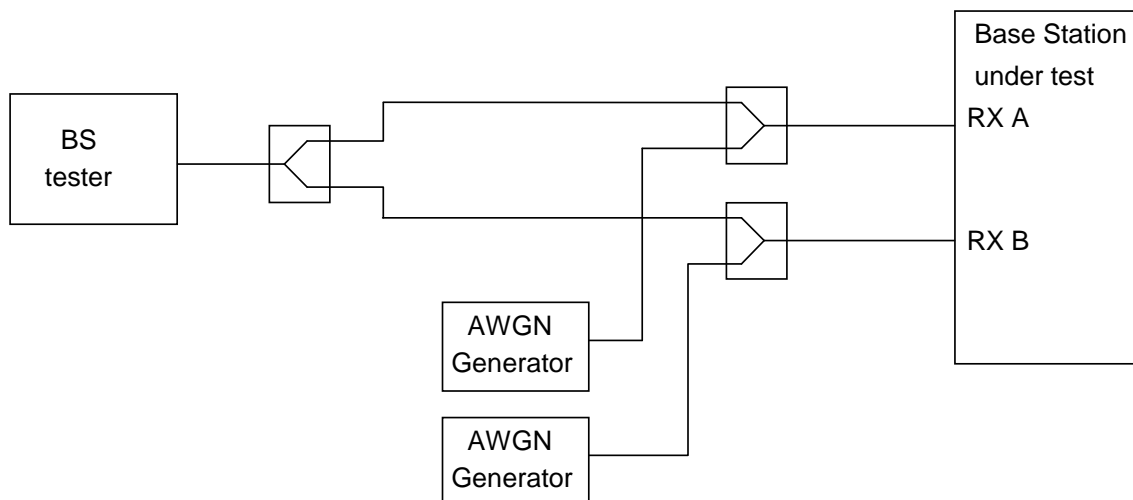 BS
tester
Base Station
under test
RX A
RX B
AWGN
Generator
AWGN
Generator